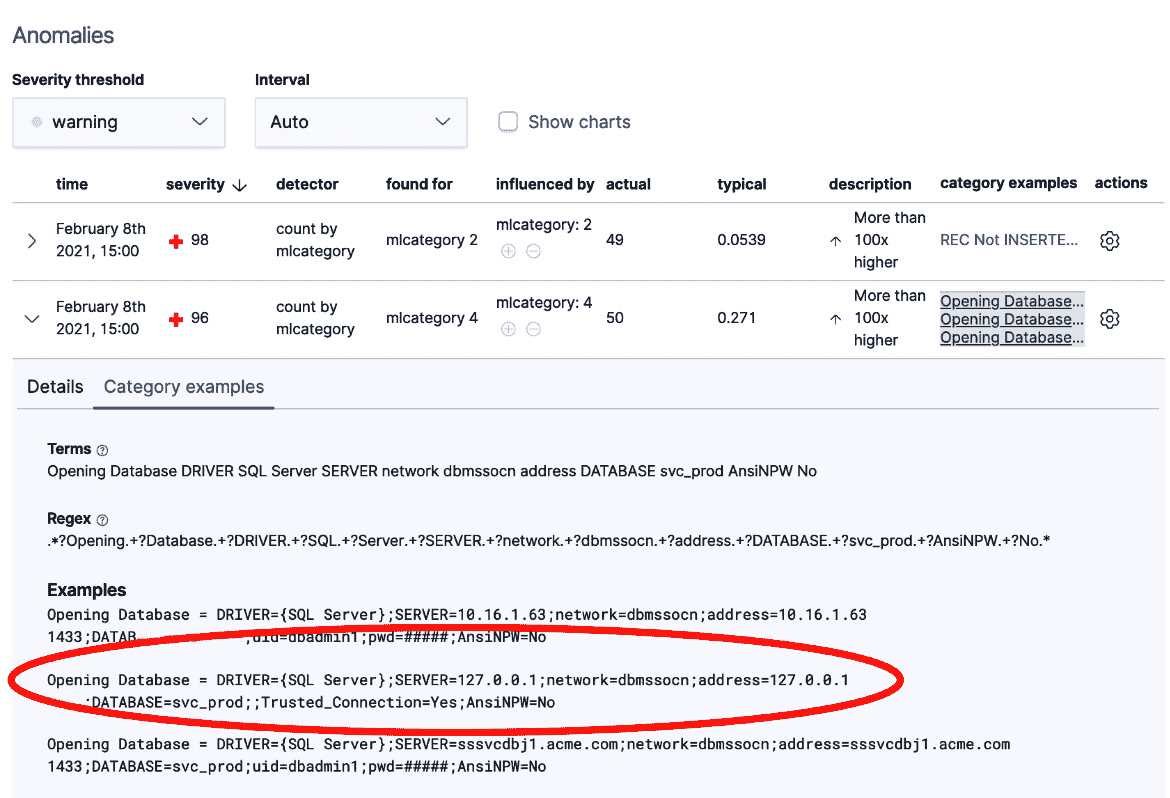 Anomalies
Severity threshold
Interval
warning
Auto
Show charts
time severity detector found for influenced by actual typical description category examples actions
February 8th 2021, 15:00 98 count by mlcategory mlcategory 2 mlcategory: 2 49 0.0539 More than 100x higher REC Not INSERTE...
February 8th 2021, 15:00 96 count by mlcategory mlcategory 4 mlcategory: 4 50 0.271 More than 100x higher Opening Database... Opening Database... Opening Database...
Details Category examples
Terms
Opening Database DRIVER SQL Server SERVER network dbmssocn address DATABASE svc_prod AnsiNPW No
Regex
.*?Opening.+?Database.+?DRIVER.+?SQL.+?Server.+?SERVER.+?network.+?dbmssocn.+?address.+?DATABASE.+?svc_prod.+?AnsiNPW.+?No.*
Examples
Opening Database = DRIVER={SQL Server};SERVER=10.16.1.63;network=dbmssocn;address=10.16.1.63
1433;DATAB ;uid=dbadmin1;pwd=#####;AnsiNPW=No
Opening Database = DRIVER={SQL Server};SERVER=127.0.0.1;network=dbmssocn;address=127.0.0.1
;DATABASE=svc_prod;;Trusted_Connection=Yes;AnsiNPW=No
Opening Database = DRIVER={SQL Server};SERVER=sssvcdbj1.acme.com;network=dbmssocn;address=sssvcdbj1.acme.com
1433;DATABASE=svc_prod;uid=dbadmin1;pwd=#####;AnsiNPW=No